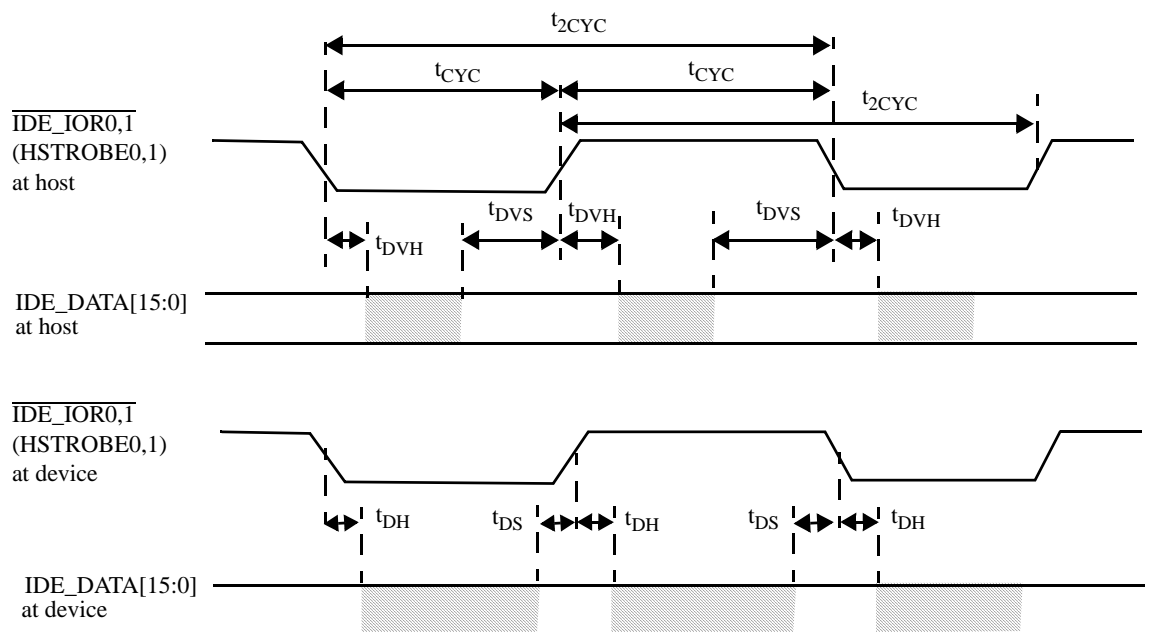 t2CYC
tCYC
tCYC
t2CYC
IDE_IOR0,1
(HSTROBE0,1)
at host
tDVS
tDVH
tDVS
tDVH
tDVH
IDE_DATA[15:0]
at host
IDE_IOR0,1
(HSTROBE0,1)
at device
tDH
tDS
tDH
tDS
tDH
IDE_DATA[15:0]
at device